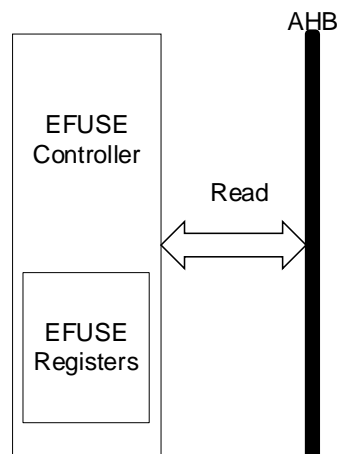 AHB
EFUSE
Controller
Read
EFUSE
Registers